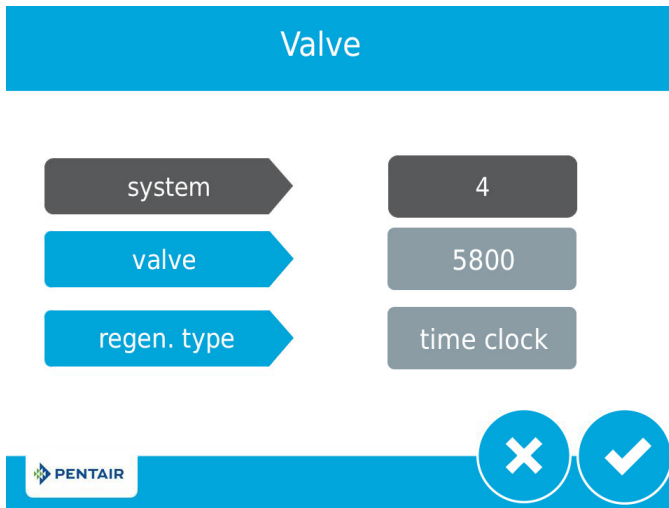 Valve
system
4
valve
5800
regen. type
time clock
PENTAIR